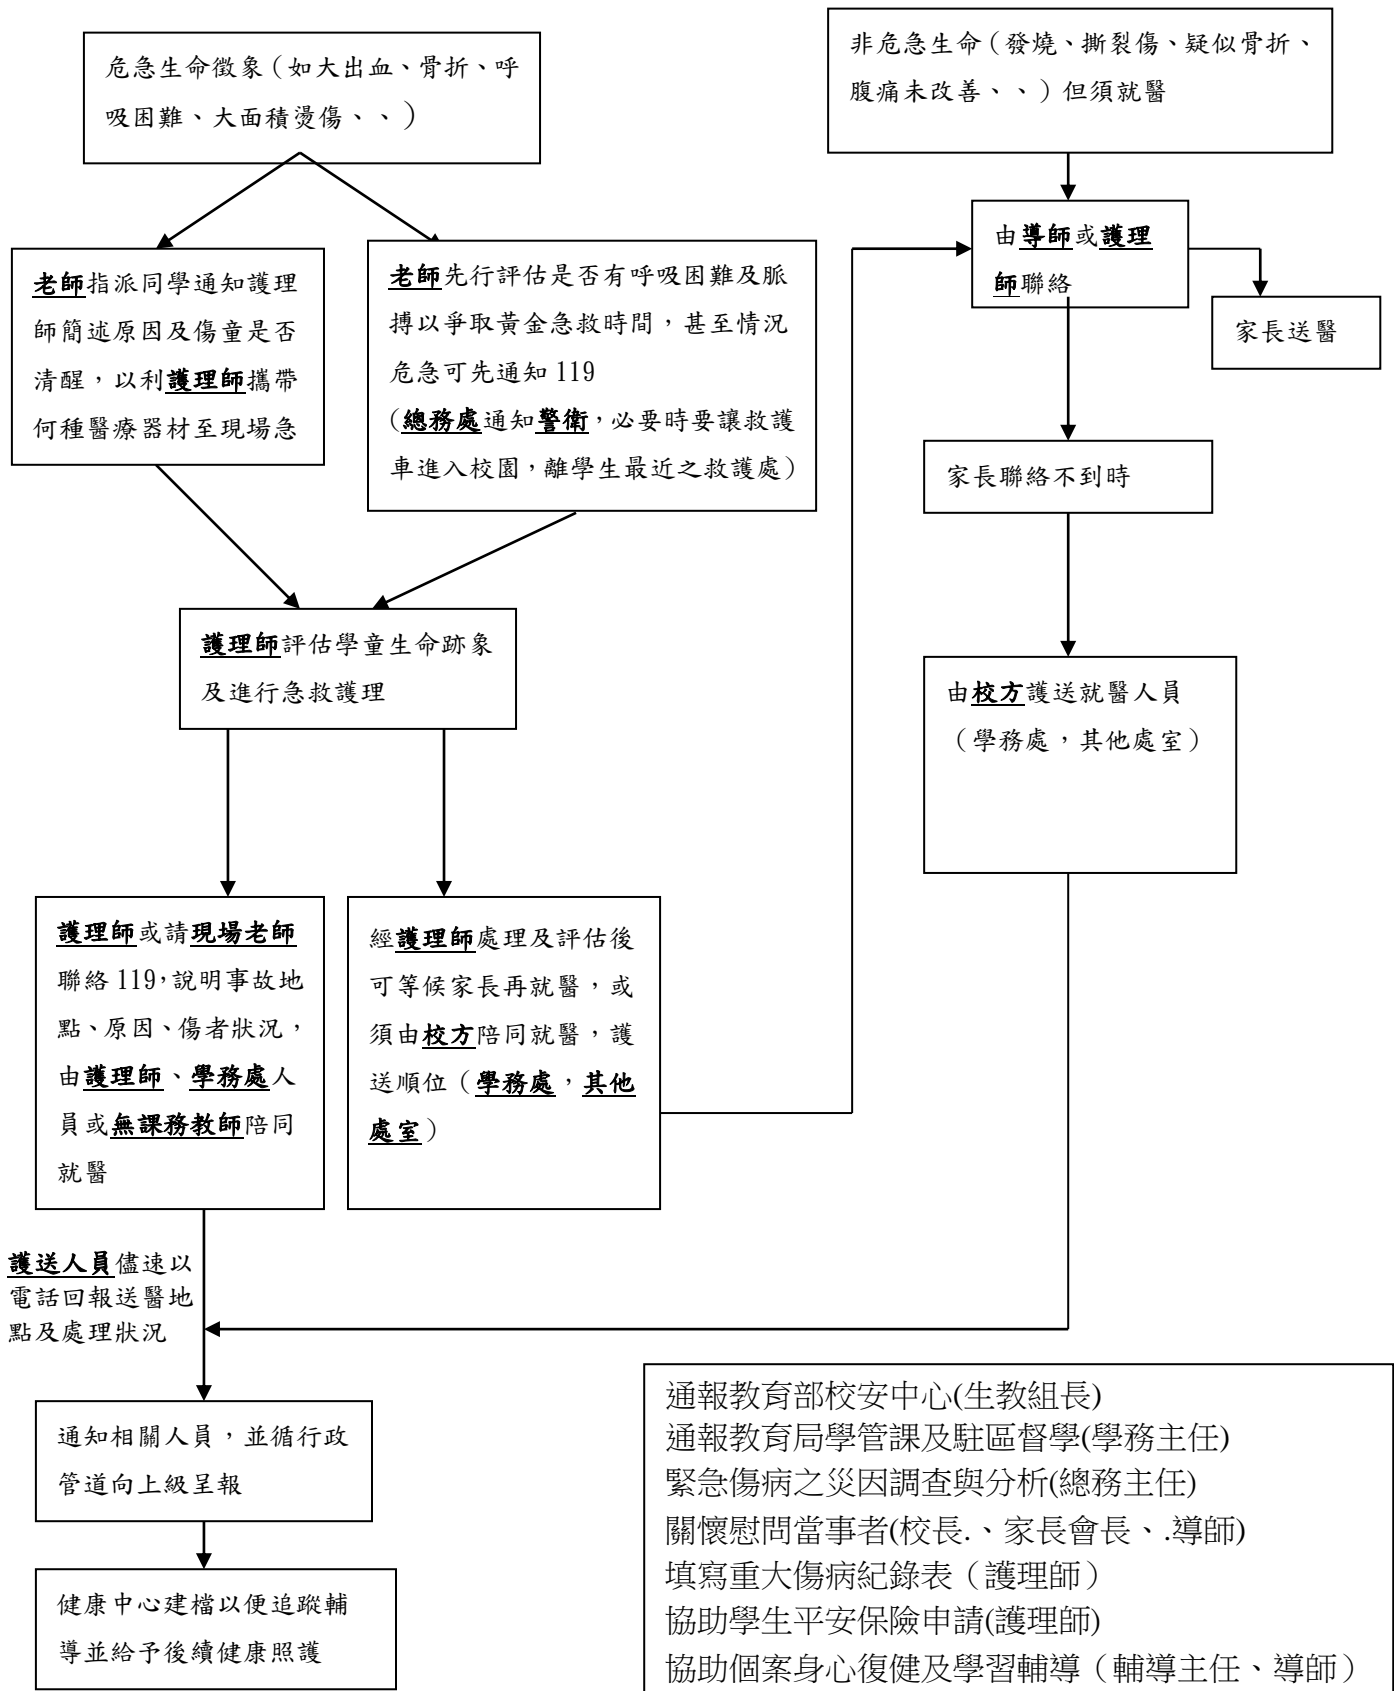 危急生命徵象（如大出血、骨折、呼
吸困難、大面積燙傷、、）
非危急生命（發燒、撕裂傷、疑似骨折、
腹痛未改善、、）但須就醫
老師指派同學通知護理
師簡述原因及傷童是否
清醒，以利護理師攜帶
何種醫療器材至現場急
老師先行評估是否有呼吸困難及脈
搏以爭取黃金急救時間，甚至情況
危急可先通知 119
（總務處通知警衛，必要時要讓救護
車進入校園，離學生最近之救護處）
由導師或護理
師聯絡
家長送醫
家長聯絡不到時
護理師評估學童生命跡象
及進行急救護理
由校方護送就醫人員
（學務處，其他處室）
護理師或請現場老師
聯絡 119，說明事故地
點、原因、傷者狀況，
由護理師、學務處人
員或無課務教師陪同
就醫
經護理師處理及評估後
可等候家長再就醫，或
須由校方陪同就醫，護
送順位（學務處，其他
處室）
護送人員儘速以
電話回報送醫地
點及處理狀況
通知相關人員，並循行政
管道向上級呈報
健康中心建檔以便追蹤輔
導並給予後續健康照護
通報教育部校安中心(生教組長)
通報教育局學管課及駐區督學(學務主任)
緊急傷病之災因調查與分析(總務主任)
關懷慰問當事者(校長.、家長會長、.導師)
填寫重大傷病紀錄表（護理師）
協助學生平安保險申請(護理師)
協助個案身心復健及學習輔導（輔導主任、導師）